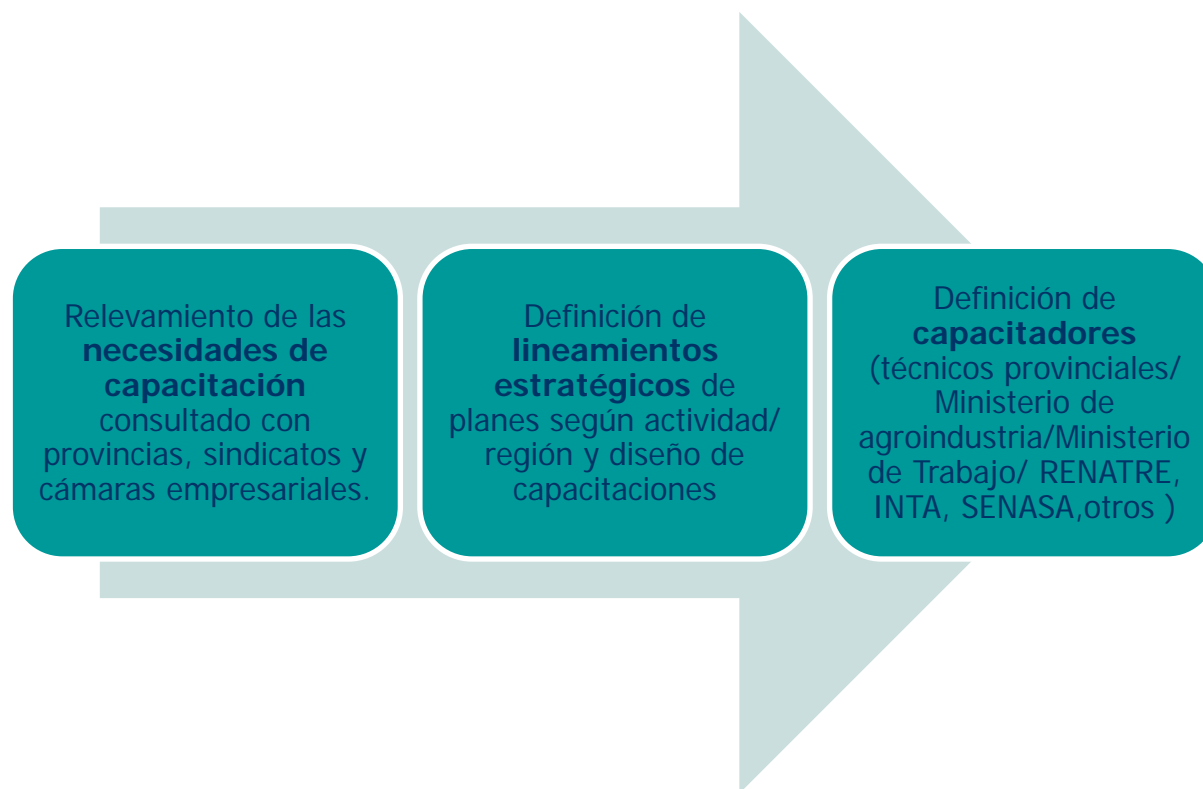 Relevamiento de las
necesidades de
capacitación
consultado con
provincias, sindicatos y
cámaras empresariales.
Definición de
lineamientos
estratégicos de
planes según actividad/
región y diseño de
capacitaciones
Definición de
capacitadores
(técnicos provinciales/
Ministerio de
agroindustria/Ministerio
de Trabajo/ RENATRE,
INTA, SENASA,otros )